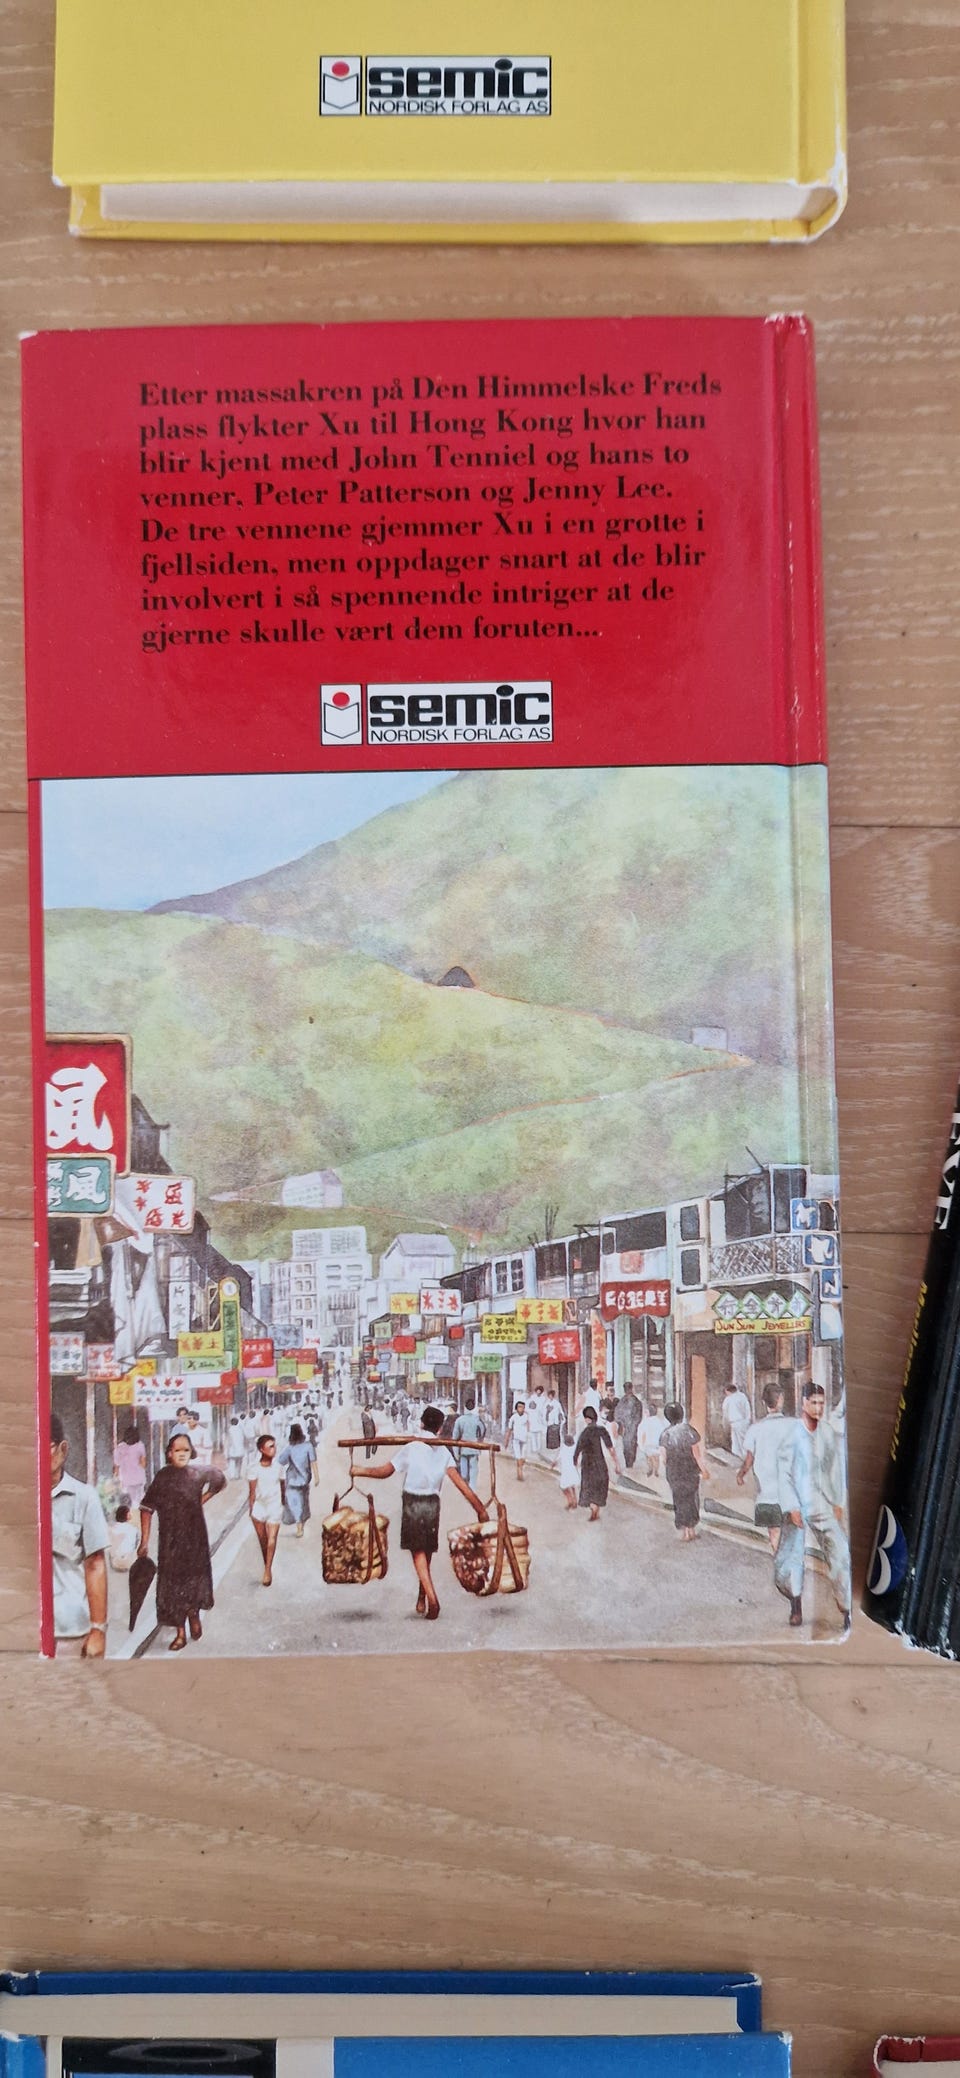 semic
NORDISK FORLAG AS
Etter massakren på Den Himmelske Freds
plass flykter Xu til Hong Kong hvor han
blir kjent med John Tenniel og hans to
venner, Peter Patterson og Jenny Lee.
De tre vennene gjemmer Xu i en grotte i
fjellsiden, men oppdager snart at de blir
involvert i så spennende intriger at de
gjerne skulle vært dem foruten...
semic
NORDISK FORLAG AS
SUN SUN JEWELLERS